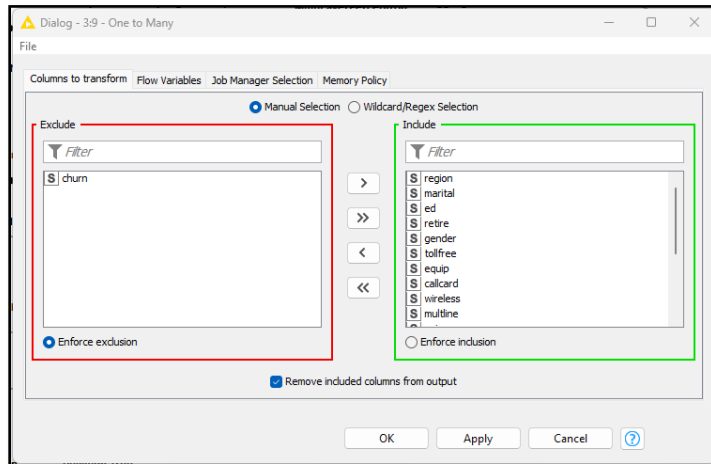 Dialog - 3:9 - One to Many
File
Columns to transform Flow Variables Job Manager Selection Memory Policy
Manual Selection Wildcard/Regex Selection
Exclude
Include
Filter
Filter
S churn
S region
S marital
S ed
S retire
S gender
S tollfree
S equip
S callcard
S wireless
S multline
>
>>
<
<<
Enforce exclusion
Enforce inclusion
Remove included columns from output
OK Apply Cancel ?